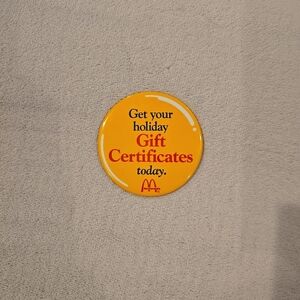 Get your
holiday
Gift
Certificates
today.